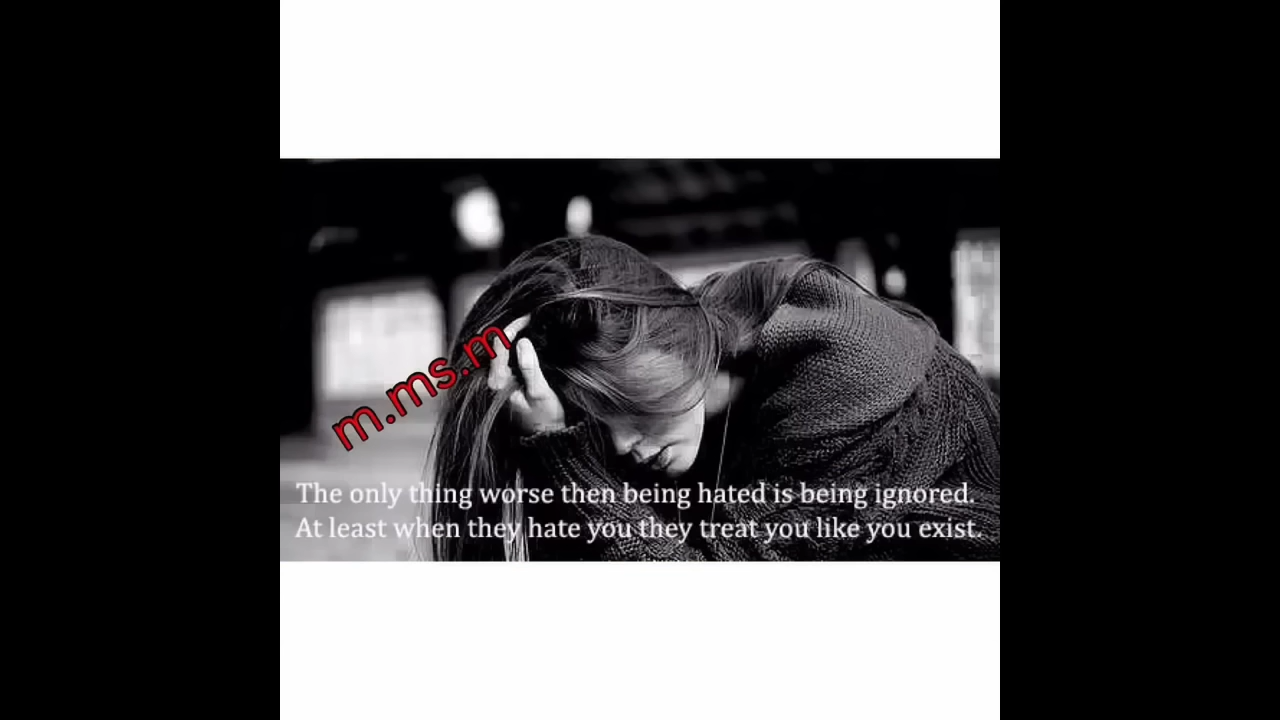 m.ms.m
The only thing worse then being hated is being ignored.
At least when they hate you they treat you like you exist.